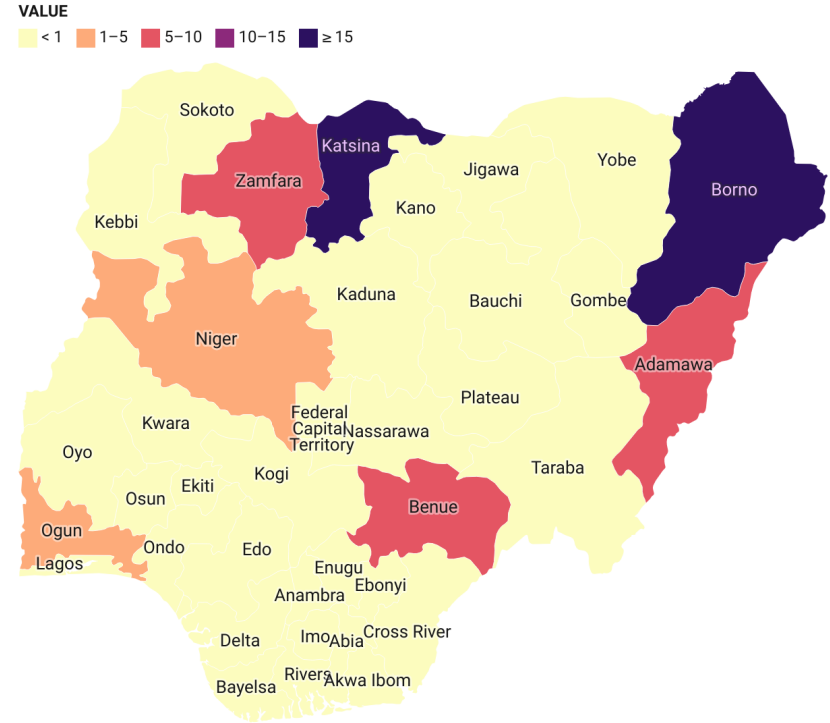 VALUE
< 1 1–5 5–10 10–15 ≥ 15
Sokoto
Katsina
Yobe
Jigawa
Zamfara
Borno
Kano
Kebbi
Kaduna
Bauchi
Gombe
Niger
Adamawa
Plateau
Federal
Capital
Territory
Nassarawa
Kwara
Oyo
Taraba
Kogi
Ekiti
Osun
Benue
Ogun
Ondo
Edo
Lagos
Enugu
Ebonyi
Anambra
Cross River
Imo
Abia
Delta
Rivers
Akwa Ibom
Bayelsa